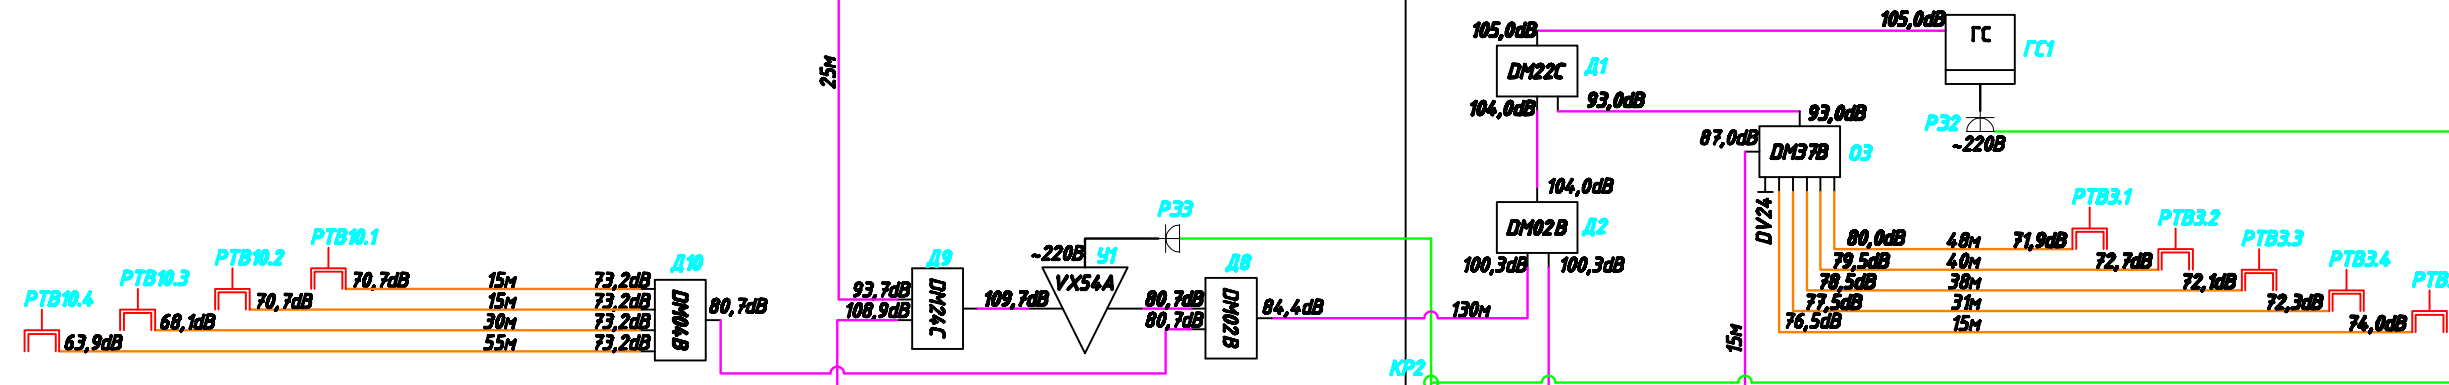 105,0dB
105,0dB
ГС
ГС1
25м
DM22C
Д1
104,0dB
93,0dB
93,0dB
РЭ2
~220В
87,0dB
DM37B
О3
104,0dB
DM02B
Д2
DV24
РТВ3.1
РТВ3.2
РТВ3.3
РТВ3.4
РТВ
80,0dB
48м
71,9dB
79,5dB
40м
72,7dB
78,5dB
38м
72,1dB
77,5dB
31м
72,3dB
76,5dB
15м
74,0dB
15м
100,3dB
100,3dB
130м
84,4dB
КР2
РЭ3
~220В
У1
VX54A
Д8
DM02B
80,7dB
80,7dB
109,7dB
Д9
DM24C
93,7dB
108,9dB
Д10
DM04B
80,7dB
РТВ10.1
РТВ10.2
РТВ10.3
РТВ10.4
70,7dB
15м
73,2dB
70,7dB
15м
73,2dB
68,1dB
30м
73,2dB
63,9dB
55м
73,2dB